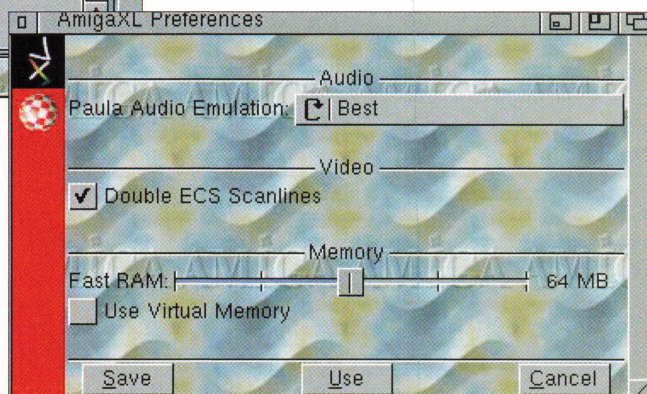 AmigaXL Preferences
Audio
Paula Audio Emulation: Best
Video
Double ECS Scanlines
Memory
Fast RAM: 64 MB
Use Virtual Memory
Save Use Cancel